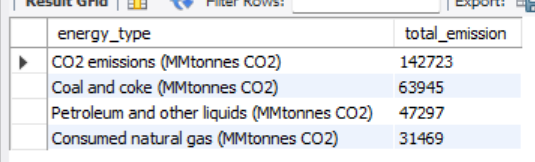 Result Grid Filter Rows: Export:
energy_type total_emission
CO2 emissions (MMtonnes CO2) 142723
Coal and coke (MMtonnes CO2) 63945
Petroleum and other liquids (MMtonnes CO2) 47297
Consumed natural gas (MMtonnes CO2) 31469